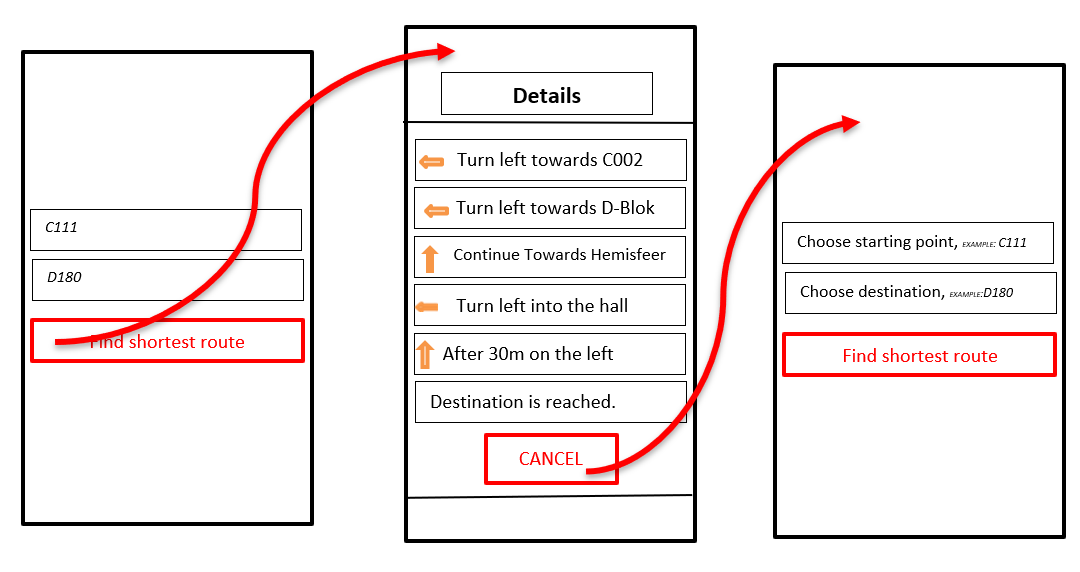 C111
D180
Find shortest route
Details
Turn left towards C002
Turn left towards D-Blok
Continue Towards Hemisfeer
Turn left into the hall
After 30m on the left
Destination is reached.
CANCEL
Choose starting point, EXAMPLE: C111
Choose destination, EXAMPLE:D180
Find shortest route